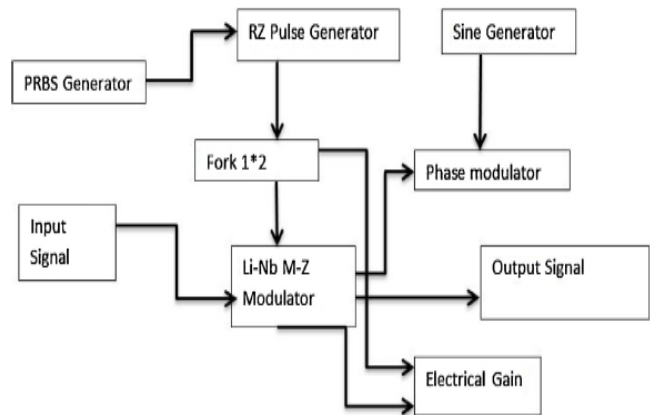 RZ Pulse Generator
Sine Generator
PRBS Generator
Fork 1*2
Phase modulator
Input
Signal
Li-Nb M-Z
Modulator
Output Signal
Electrical Gain